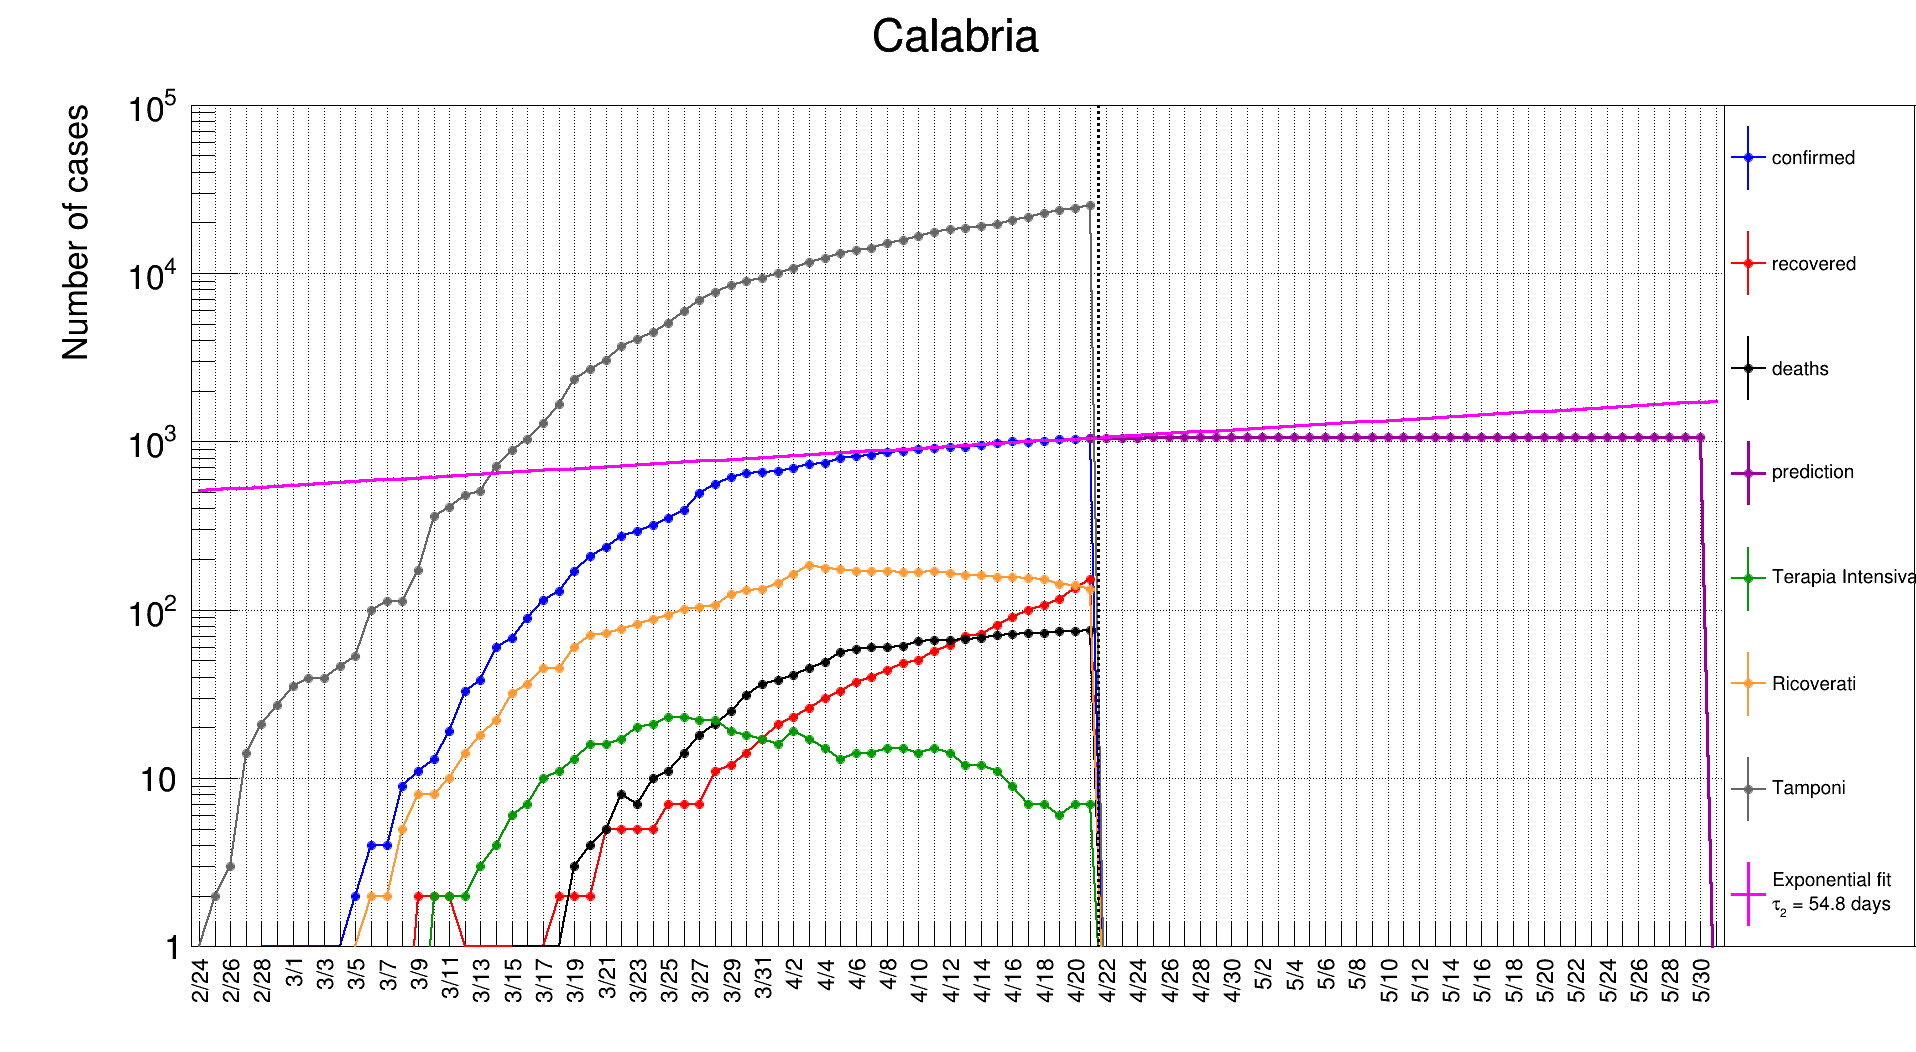 Calabria
Number of cases
10^5
10^4
10^3
10^2
10
1
2/24 2/26 2/28 3/1 3/3 3/5 3/7 3/9 3/11 3/13 3/15 3/17 3/19 3/21 3/23 3/25 3/27 3/29 3/31 4/2 4/4 4/6 4/8 4/10 4/12 4/14 4/16 4/18 4/20 4/22 4/24 4/26 4/28 4/30 5/2 5/4 5/6 5/8 5/10 5/12 5/14 5/16 5/18 5/20 5/22 5/24 5/26 5/28 5/30
confirmed
recovered
deaths
prediction
Terapia Intensiva
Ricoverati
Tamponi
Exponential fit
τ₂ = 54.8 days